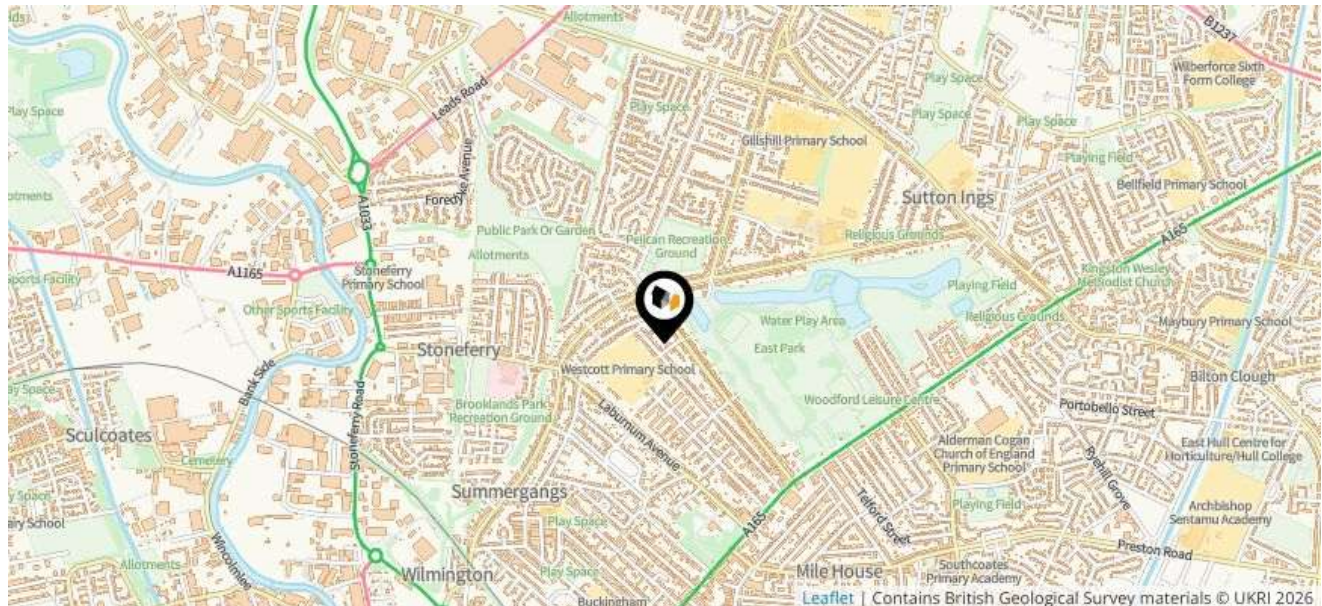 Allotments
B1237
Wilberforce Sixth
Form College
Play Space
Leads Road
Play Space
Play Space
Play Space
Play Space
Gillshill Primary School
Playing Field
Bellfield Primary School
Foredyke Avenue
Sutton Ings
A1033
Public Park Or Garden
Pelican Recreation
Ground
Religious Grounds
A165
Allotments
A1165
Stoneferry
Primary School
Kingston Wesley
Methodist Church
Sports Facility
Playing Field
Other Sports Facility
Water Play Area
Religious Grounds
Maybury Primary School
Stoneferry
East Park
Westcott Primary School
Bilton Clough
Bank Side
Woodford Leisure Centre
Brooklands Park
Recreation Ground
Laburnum Avenue
Portobello Street
Sculcoates
Stoneferry Road
Alderman Cogan
Church of England
Primary School
Ryehill Grove
East Hull Centre for
Horticulture/Hull College
Cemetery
Summergangs
Telford Street
Playing Field
Archbishop
Sentamu Academy
Play Space
A165
Wincolmlee
Preston Road
Allotments
Wilmington
Play Space
Mile House
Southcoates
Primary Academy
Buckingham
Leaflet | Contains British Geological Survey materials © UKRI 2026